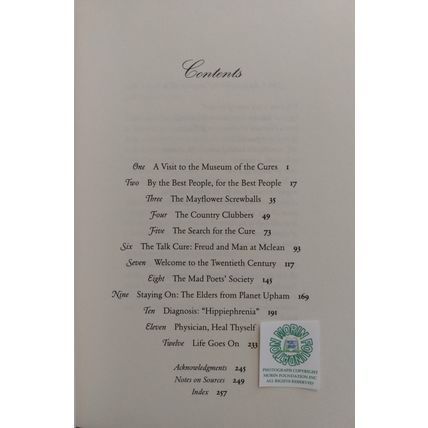 Contents
One A Visit to the Museum of the Cures 1
Two By the Best People, for the Best People 17
Three The Mayflower Screwballs 35
Four The Country Clubbers 49
Five The Search for the Cure 73
Six The Talk Cure: Freud and Man at Mclean 93
Seven Welcome to the Twentieth Century 117
Eight The Mad Poets' Society 145
Nine Staying On: The Elders from Planet Upham 169
Ten Diagnosis: "Hippiephrenia" 191
Eleven Physician, Heal Thyself
Twelve Life Goes On 233
Acknowledgments 245
Notes on Sources 249
Index 257
MORIN FOUNDATION
PHOTOGRAPH COPYRIGHT
MORIN FOUNDATION INC
ALL RIGHTS RESERVED